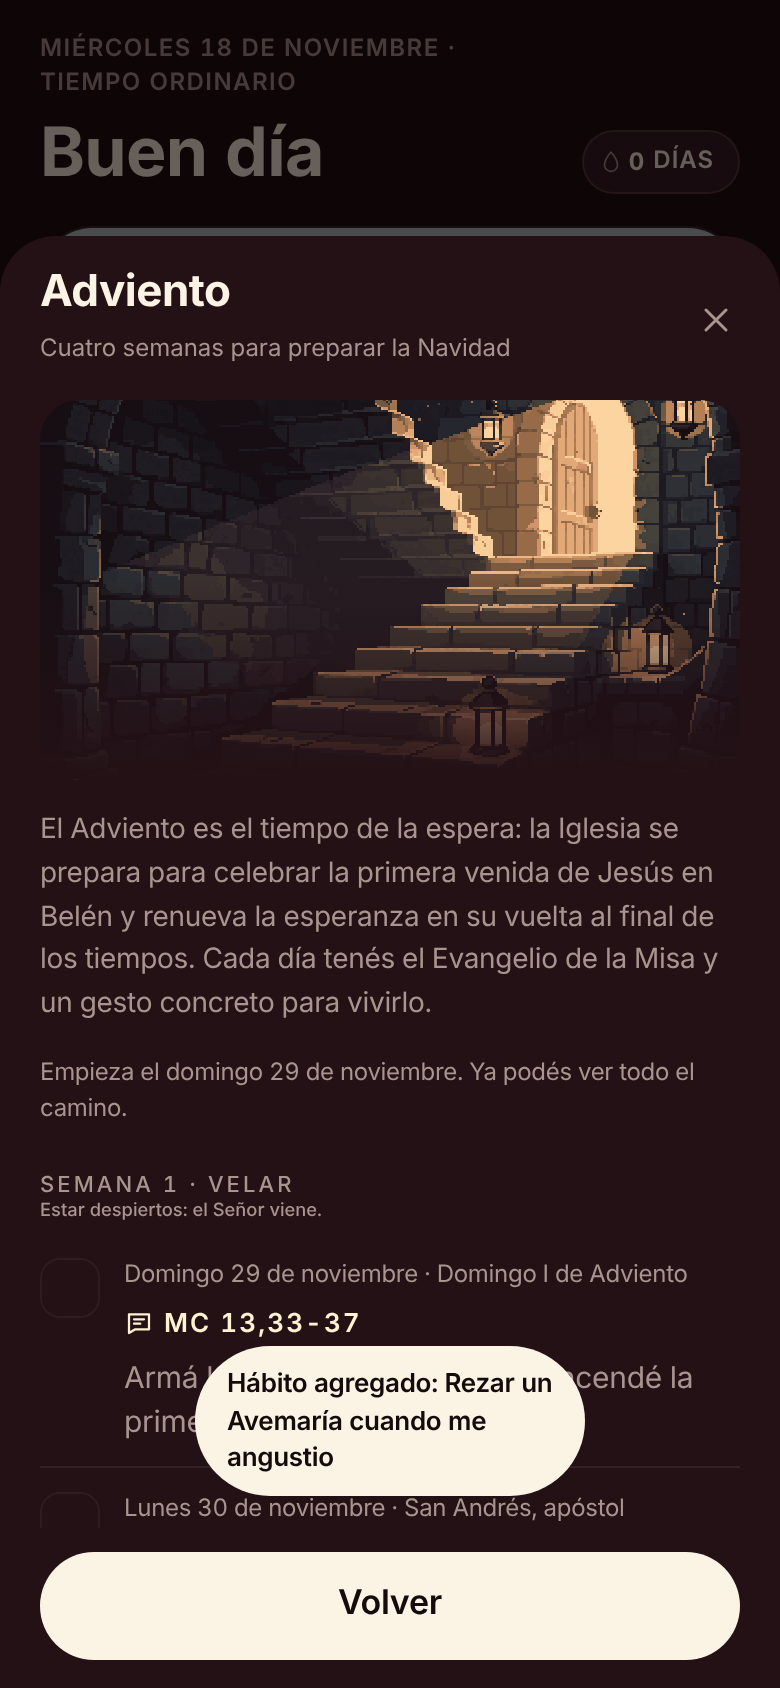 MIÉRCOLES 18 DE NOVIEMBRE ·
TIEMPO ORDINARIO
Buen día
0 DÍAS
Adviento
Cuatro semanas para preparar la Navidad
El Adviento es el tiempo de la espera: la Iglesia se
prepara para celebrar la primera venida de Jesús en
Belén y renueva la esperanza en su vuelta al final de
los tiempos. Cada día tenés el Evangelio de la Misa y
un gesto concreto para vivirlo.
Empieza el domingo 29 de noviembre. Ya podés ver todo el
camino.
SEMANA 1 · VELAR
Estar despiertos: el Señor viene.
Domingo 29 de noviembre · Domingo I de Adviento
MC 13,33-37
Armá la
Hábito agregado: Rezar un
Avemaría cuando me
angustio
Lunes 30 de noviembre · San Andrés, apóstol
Volver